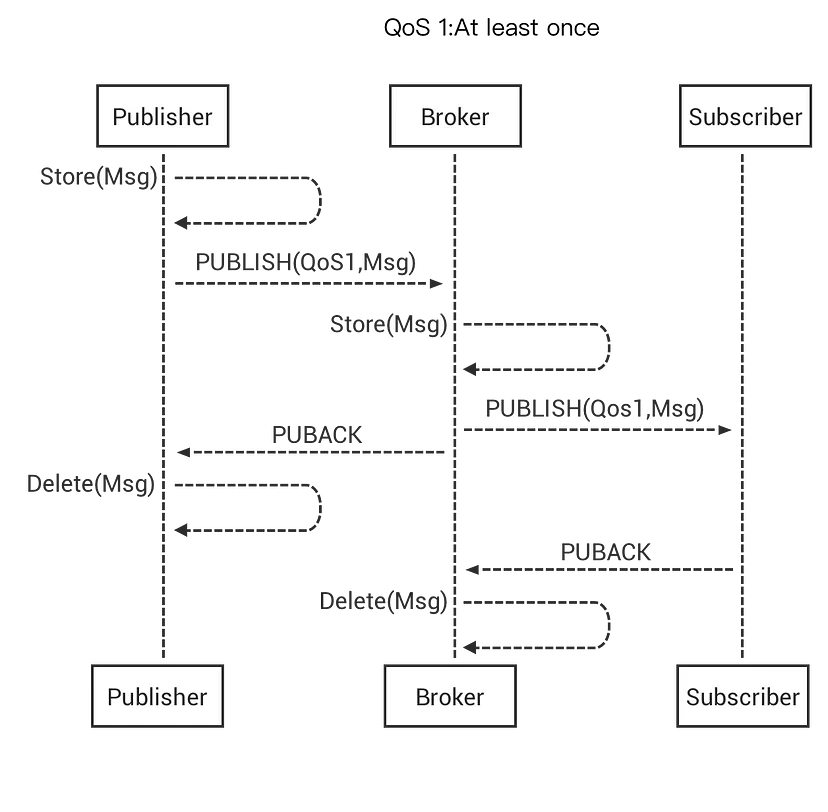 QoS 1:At least once
Publisher
Broker
Subscriber
Store(Msg)
PUBLISH(QoS1,Msg)
Store(Msg)
PUBLISH(Qos1,Msg)
PUBACK
Delete(Msg)
PUBACK
Delete(Msg)
Publisher
Broker
Subscriber